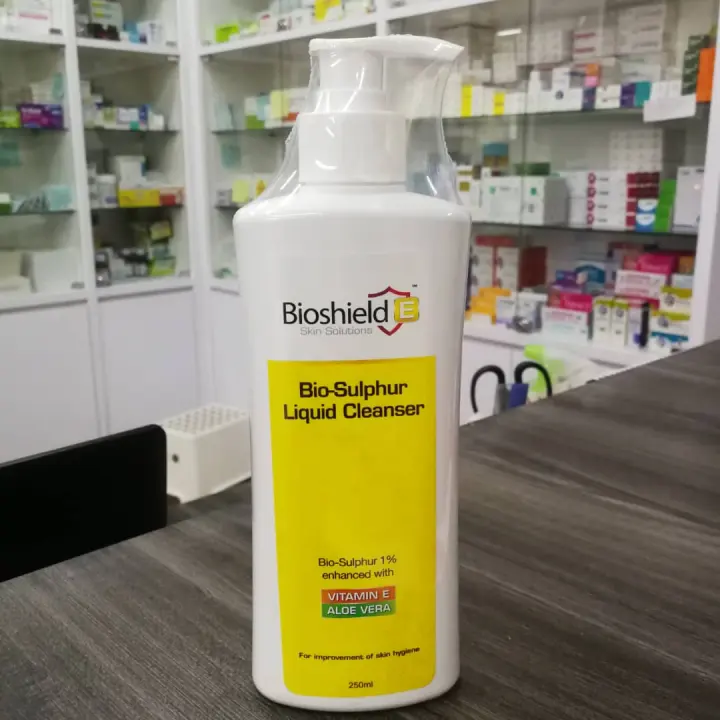 Bioshield E ™
Skin Solutions
Bio-Sulphur
Liquid Cleanser
Bio-Sulphur 1%
enhanced with
VITAMIN E
ALOE VERA
For improvement of skin hygiene
250ml